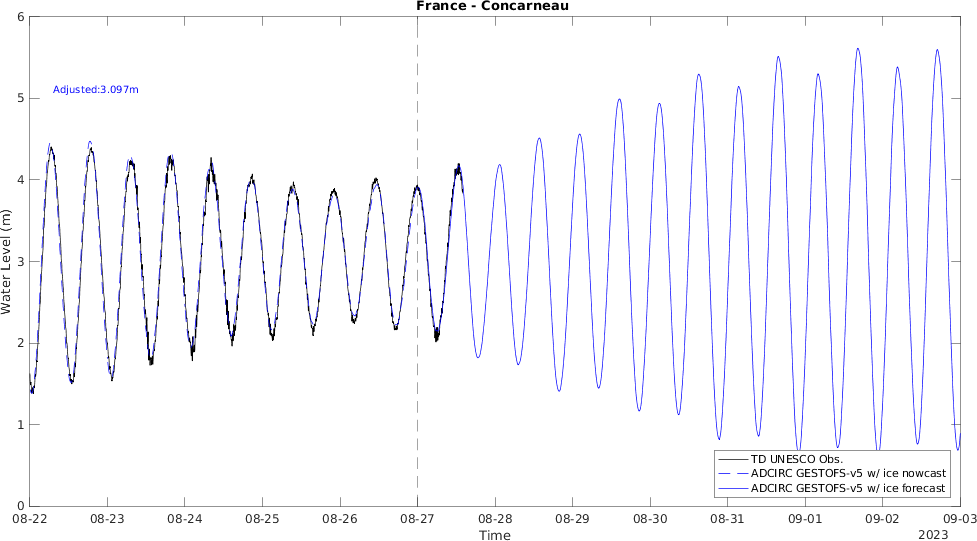 France - Concarneau
6
5
4
3
2
1
0
Water Level (m)
Adjusted:3.097m
TD UNESCO Obs.
ADCIRC GESTOFS-v5 w/ ice nowcast
ADCIRC GESTOFS-v5 w/ ice forecast
08-22 08-23 08-24 08-25 08-26 08-27 08-28 08-29 08-30 08-31 09-01 09-02 09-03
Time
2023